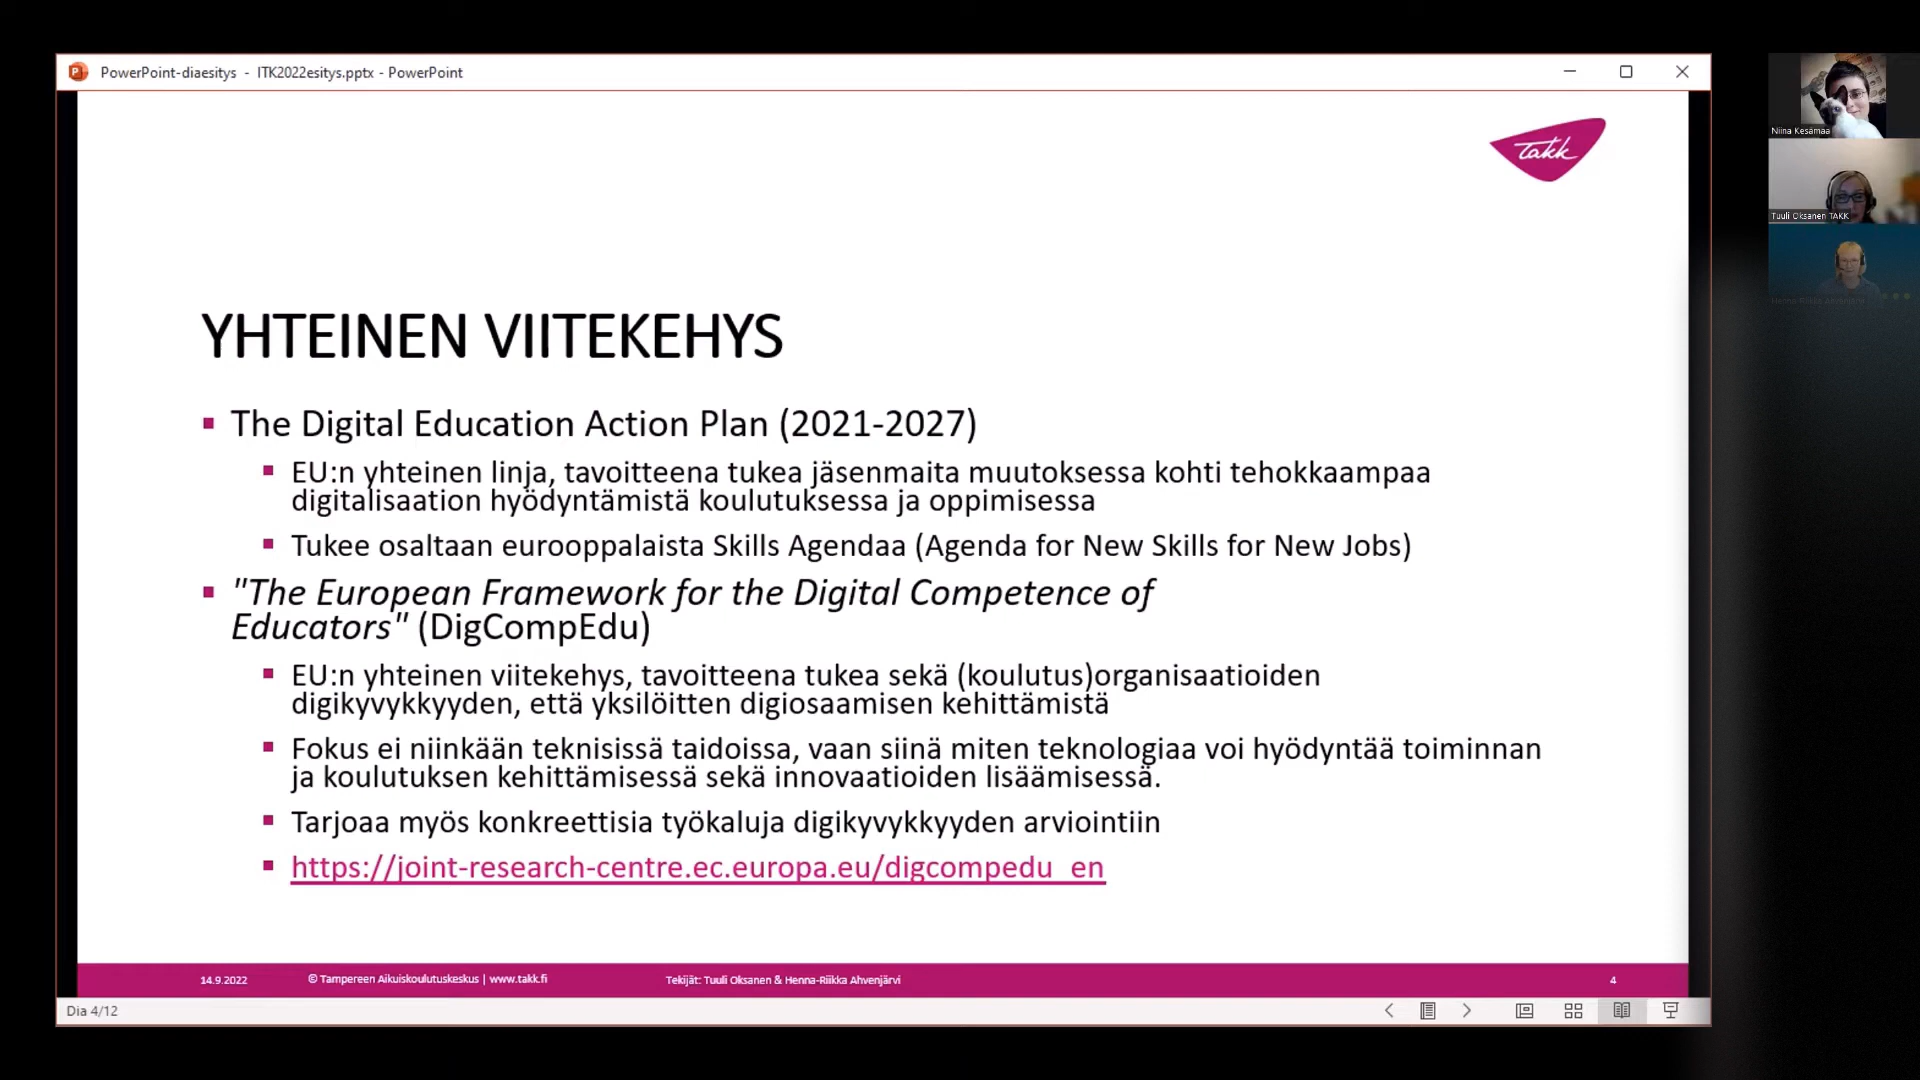 PowerPoint-diaesitys - ITK2022esitys.pptx - PowerPoint
takk
Niina Kesämaa
Tuuli Oksanen TAKK
Henna-Riikka Ahvenjärvi
YHTEINEN VIITEKEHYS
The Digital Education Action Plan (2021-2027)
EU:n yhteinen linja, tavoitteena tukea jäsenmaita muutoksessa kohti tehokkaampaa
digitalisaation hyödyntämistä koulutuksessa ja oppimisessa
Tukee osaltaan eurooppalaista Skills Agendaa (Agenda for New Skills for New Jobs)
"The European Framework for the Digital Competence of
Educators" (DigCompEdu)
EU:n yhteinen viitekehys, tavoitteena tukea sekä (koulutus)organisaatioiden
digikyvykkyyden, että yksilöitten digiosaamisen kehittämistä
Fokus ei niinkään teknisissä taidoissa, vaan siinä miten teknologiaa voi hyödyntää toiminnan
ja koulutuksen kehittämisessä sekä innovaatioiden lisäämisessä.
Tarjoaa myös konkreettisia työkaluja digikyvykkyyden arviointiin
https://joint-research-centre.ec.europa.eu/digcompedu_en
14.9.2022 © Tampereen Aikuiskoulutuskeskus | www.takk.fi Tekijät: Tuuli Oksanen & Henna-Riikka Ahvenjärvi 4
Dia 4/12